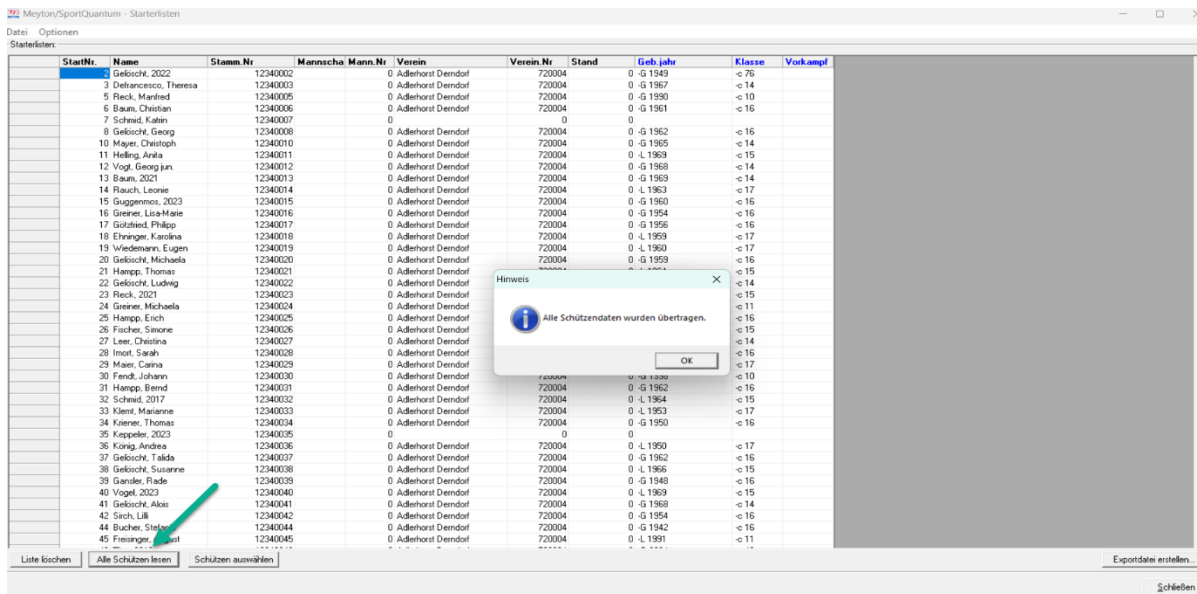 Meyton/SportQuantum - Starterlisten
Datei Optionen
Starterlisten:
StartNr. Name Stamm.Nr Mannscha Mann.Nr Verein Verein.Nr Stand Geb.jahr Klasse Vorkampf
2 Gelöscht, 2022 12340002 0 Adlerhorst Derndorf 720004 0 -G 1949 -c 76
3 Defrancesco, Theresa 12340003 0 Adlerhorst Derndorf 720004 0 -G 1967 -c 14
5 Reck, Manfred 12340005 0 Adlerhorst Derndorf 720004 0 -G 1990 -c 10
6 Baum, Christian 12340006 0 Adlerhorst Derndorf 720004 0 -G 1961 -c 16
7 Schmid, Katrin 12340007 0 0 0
8 Gelöscht, Georg 12340008 0 Adlerhorst Derndorf 720004 0 -G 1962 -c 16
10 Mayer, Christoph 12340010 0 Adlerhorst Derndorf 720004 0 -G 1965 -c 14
11 Helling, Anita 12340011 0 Adlerhorst Derndorf 720004 0 -L 1969 -c 15
12 Vogt, Georg jun. 12340012 0 Adlerhorst Derndorf 720004 0 -G 1968 -c 14
13 Baum, 2021 12340013 0 Adlerhorst Derndorf 720004 0 -G 1969 -c 14
14 Rauch, Leonie 12340014 0 Adlerhorst Derndorf 720004 0 -L 1963 -c 17
15 Guggenmos, 2023 12340015 0 Adlerhorst Derndorf 720004 0 -G 1960 -c 16
16 Greiner, Lisa-Marie 12340016 0 Adlerhorst Derndorf 720004 0 -G 1954 -c 16
17 Götzfried, Philipp 12340017 0 Adlerhorst Derndorf 720004 0 -G 1956 -c 16
18 Ehninger, Karolina 12340018 0 Adlerhorst Derndorf 720004 0 -L 1959 -c 17
19 Wiedemann, Eugen 12340019 0 Adlerhorst Derndorf 720004 0 -L 1960 -c 17
20 Gelöscht, Michaela 12340020 0 Adlerhorst Derndorf 720004 0 -G 1959 -c 16
21 Hampp, Thomas 12340021 0 Adlerhorst Derndorf -c 15
22 Gelöscht, Ludwig 12340022 0 Adlerhorst Derndorf -c 14
23 Reck, 2021 12340023 0 Adlerhorst Derndorf -c 15
24 Greiner, Michaela 12340024 0 Adlerhorst Derndorf -c 11
25 Hampp, Erich 12340025 0 Adlerhorst Derndorf -c 16
26 Fischer, Simone 12340026 0 Adlerhorst Derndorf -c 15
27 Leer, Christina 12340027 0 Adlerhorst Derndorf -c 14
28 Imort, Sarah 12340028 0 Adlerhorst Derndorf -c 16
29 Maier, Carina 12340029 0 Adlerhorst Derndorf -c 17
30 Fendt, Johann 12340030 0 Adlerhorst Derndorf -c 10
31 Hampp, Bernd 12340031 0 Adlerhorst Derndorf 720004 0 -G 1962 -c 16
32 Schmid, 2017 12340032 0 Adlerhorst Derndorf 720004 0 -L 1964 -c 15
33 Klemt, Marianne 12340033 0 Adlerhorst Derndorf 720004 0 -L 1953 -c 17
34 Kriener, Thomas 12340034 0 Adlerhorst Derndorf 720004 0 -G 1950 -c 16
35 Keppeler, 2023 12340035 0 0 0
36 König, Andrea 12340036 0 Adlerhorst Derndorf 720004 0 -L 1950 -c 17
37 Gelöscht, Talida 12340037 0 Adlerhorst Derndorf 720004 0 -G 1962 -c 16
38 Gelöscht, Susanne 12340038 0 Adlerhorst Derndorf 720004 0 -L 1966 -c 15
39 Gansler, Rade 12340039 0 Adlerhorst Derndorf 720004 0 -G 1948 -c 16
40 Vogel, 2023 12340040 0 Adlerhorst Derndorf 720004 0 -L 1969 -c 15
41 Gelöscht, Alois 12340041 0 Adlerhorst Derndorf 720004 0 -G 1968 -c 14
42 Sirch, Lilli 12340042 0 Adlerhorst Derndorf 720004 0 -G 1954 -c 16
44 Bucher, 12340044 0 Adlerhorst Derndorf 720004 0 -G 1942 -c 16
45 Freisinger, 12340045 0 Adlerhorst Derndorf 720004 0 -L 1991 -c 11
Hinweis
Alle Schützendaten wurden übertragen.
OK
Liste löschen Alle Schützen lesen Schützen auswählen Exportdatei erstellen...
Schließen